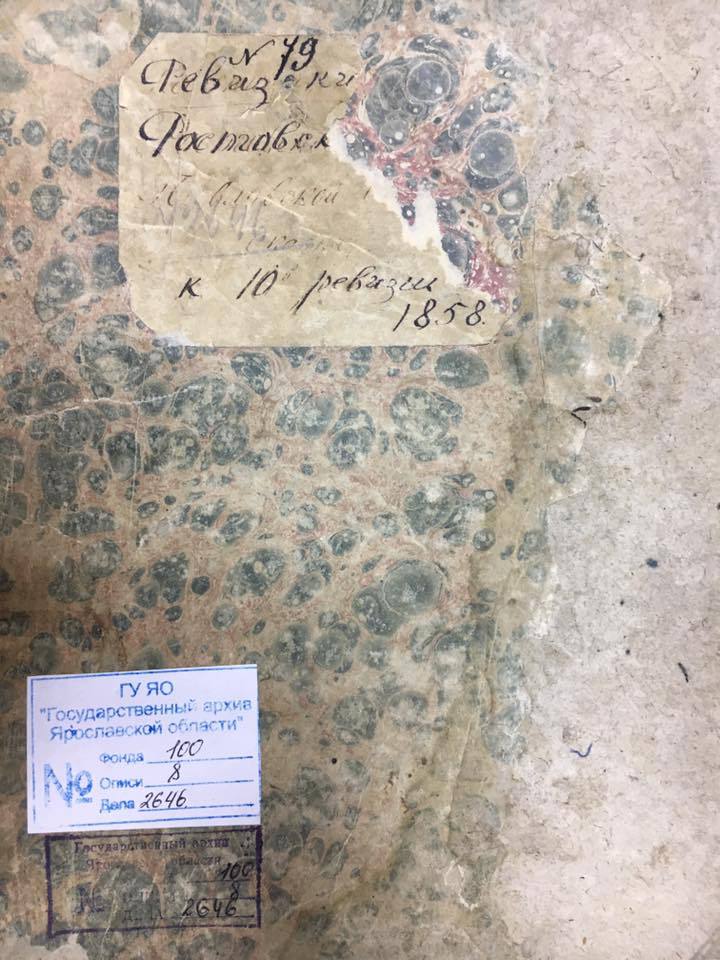 N 79
Ревизски
Ростовск
к 10й ревизии
1858.
ГУ ЯО
"Государственный архив
Ярославской области"
Фонда 100
№ Описи 8
Дела 2646
Государственный архив
области
100
№ 8
2646